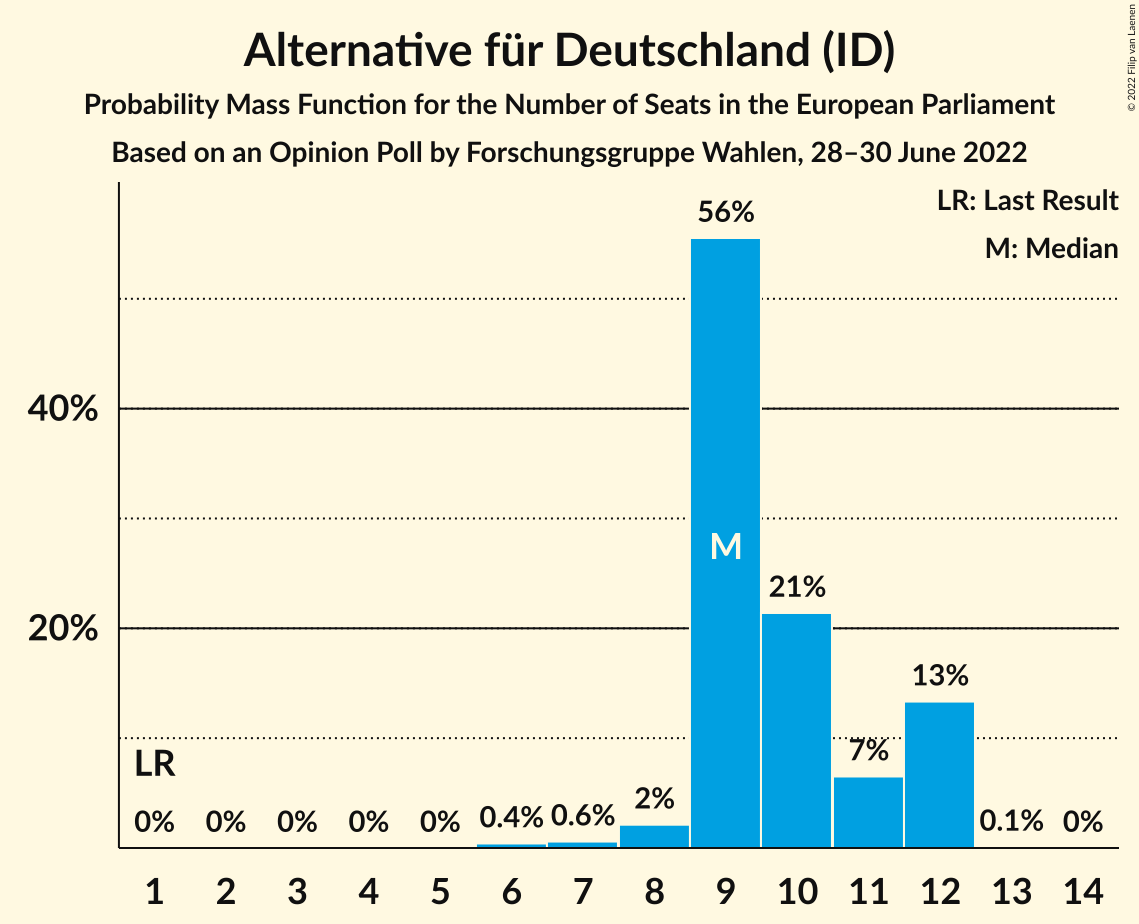 Alternative für Deutschland (ID)
Probability Mass Function for the Number of Seats in the European Parliament
Based on an Opinion Poll by Forschungsgruppe Wahlen, 28–30 June 2022
© 2022 Filip van Laenen
LR: Last Result
M: Median
56%
40%
M
21%
20%
13%
7%
LR
0% 0% 0% 0% 0% 0.4% 0.6% 2% 0.1% 0%
1 2 3 4 5 6 7 8 9 10 11 12 13 14